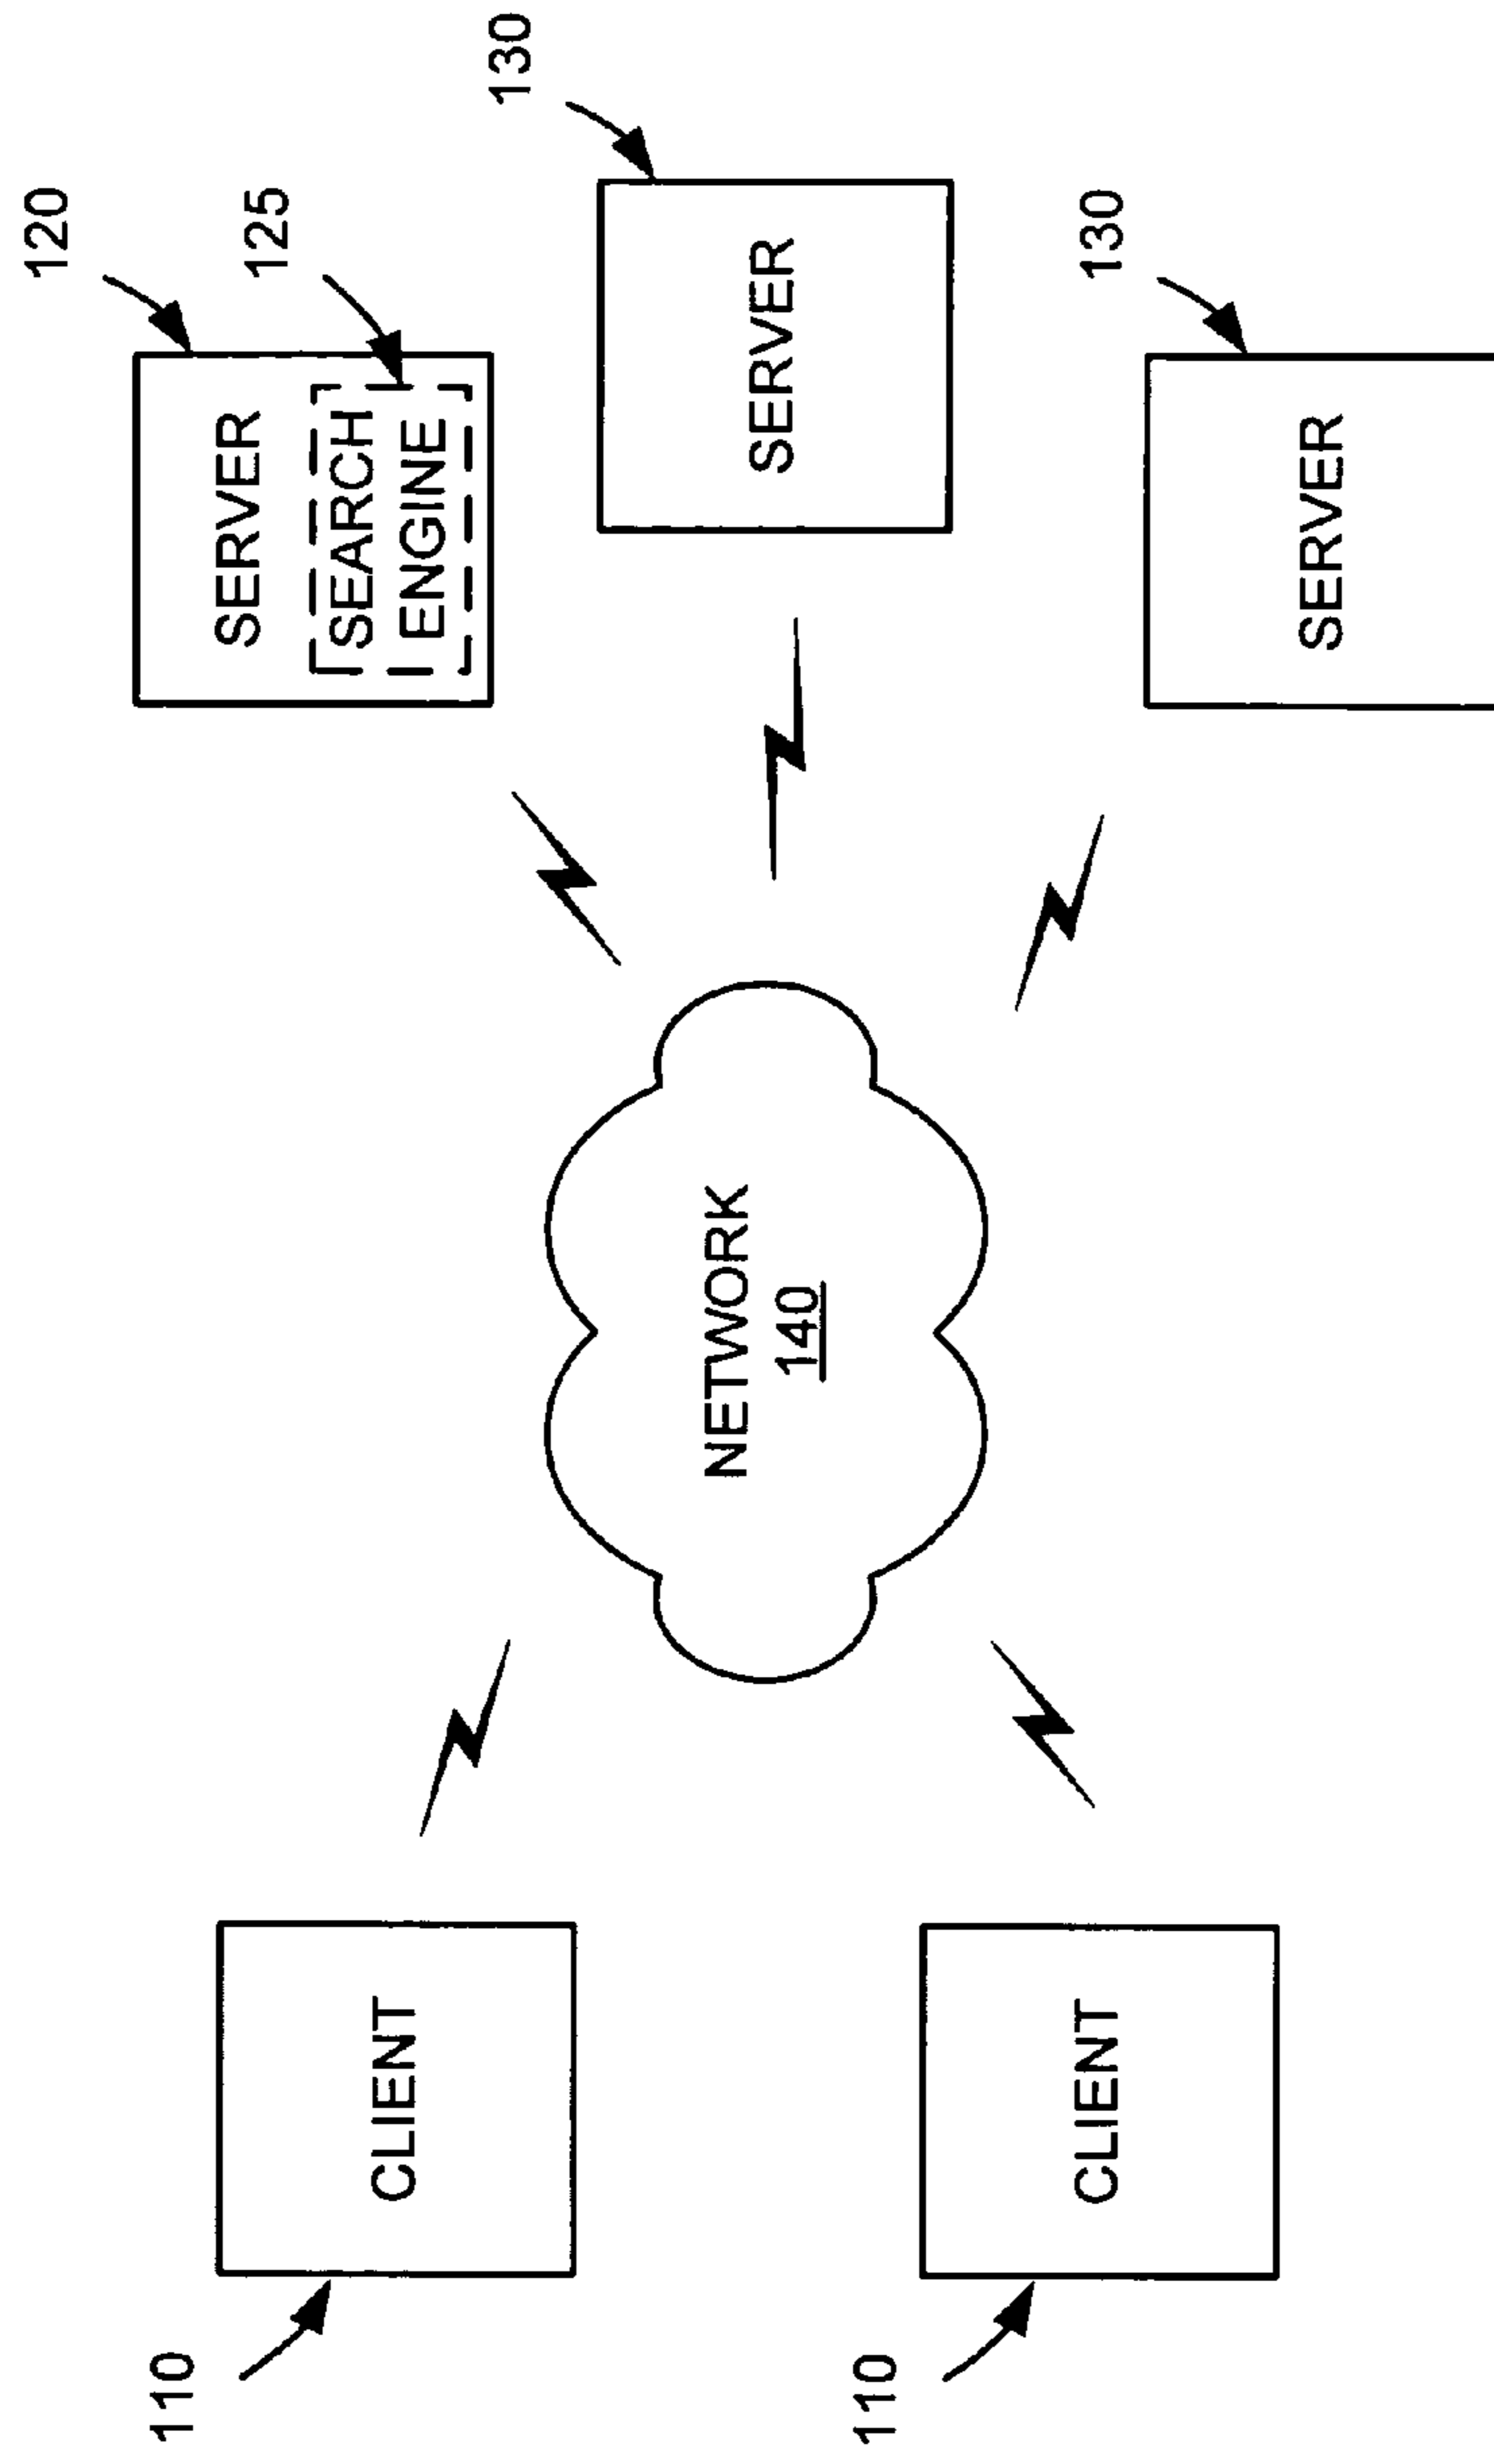 120
SERVER
125
SEARCH
ENGINE
110
CLIENT
130
SERVER
NETWORK
140
110
CLIENT
130
SERVER